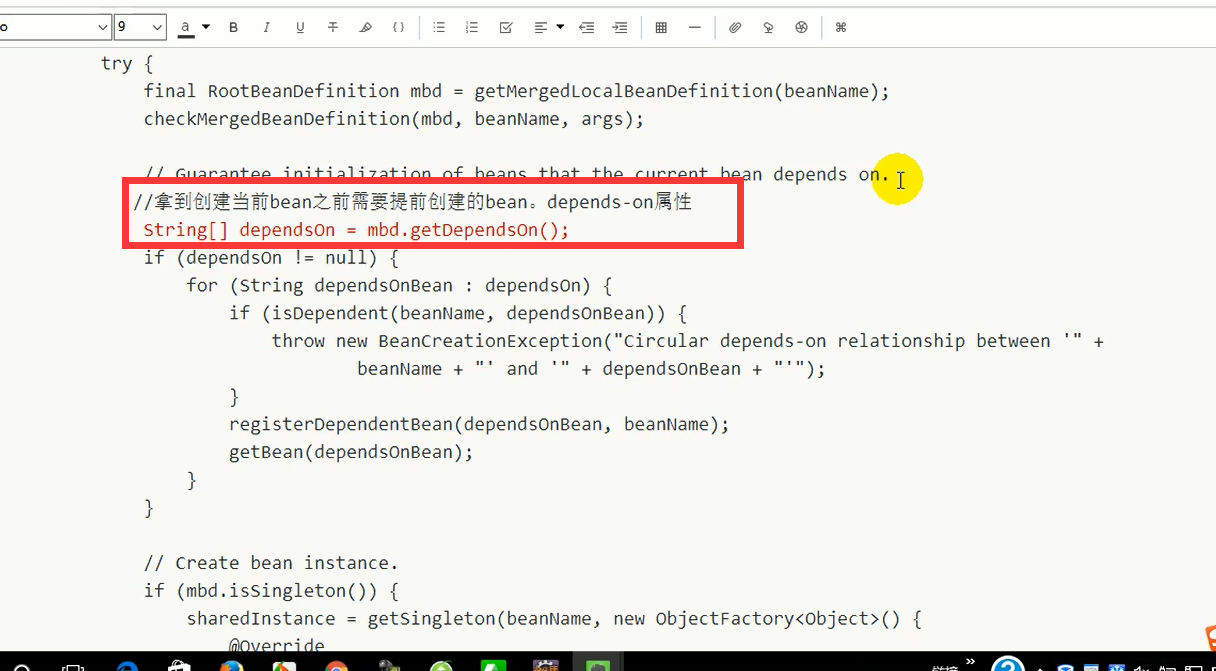 9
a B I U T {}
try {
final RootBeanDefinition mbd = getMergedLocalBeanDefinition(beanName);
checkMergedBeanDefinition(mbd, beanName, args);
// Guarantee initialization of beans that the current bean depends on.
//拿到创建当前bean之前需要提前创建的bean。depends-on属性
String[] dependsOn = mbd.getDependsOn();
if (dependsOn != null) {
for (String dependsOnBean : dependsOn) {
if (isDependent(beanName, dependsOnBean)) {
throw new BeanCreationException("Circular depends-on relationship between '" +
beanName + "' and '" + dependsOnBean + "'");
}
registerDependentBean(dependsOnBean, beanName);
getBean(dependsOnBean);
}
}
// Create bean instance.
if (mbd.isSingleton()) {
sharedInstance = getSingleton(beanName, new ObjectFactory<Object>() {
@Override